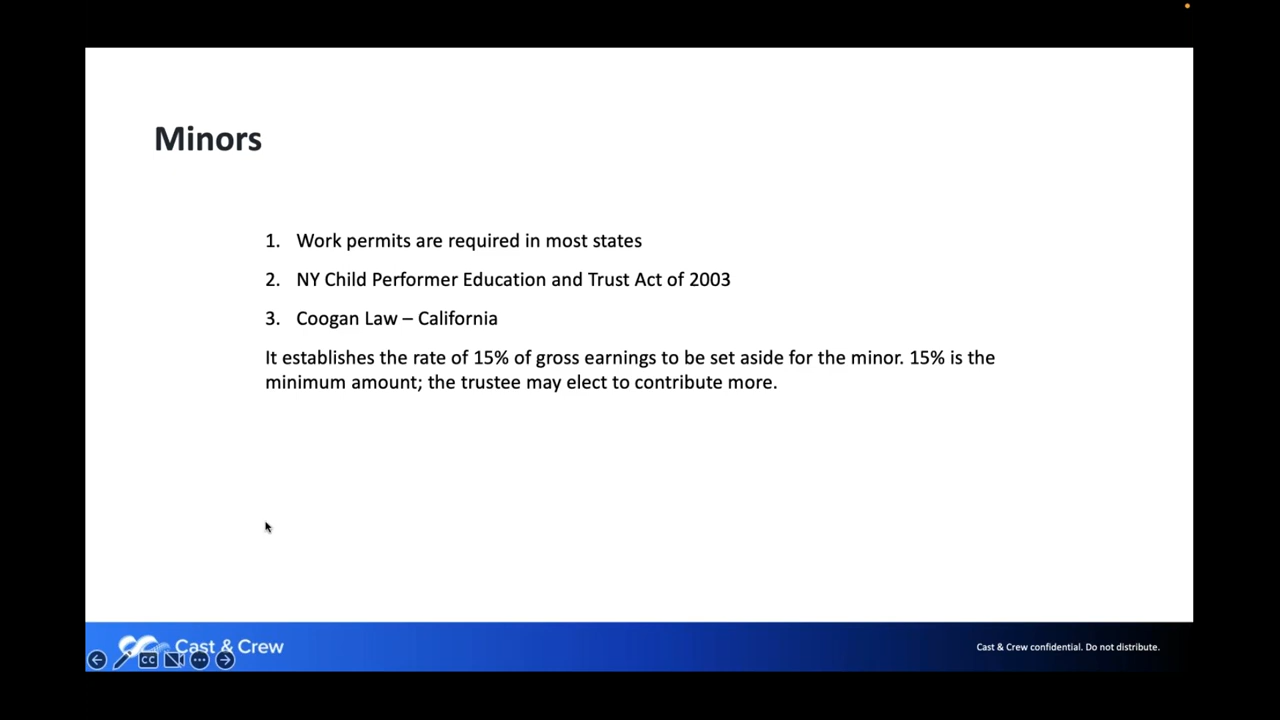 Minors
1. Work permits are required in most states
2. NY Child Performer Education and Trust Act of 2003
3. Coogan Law – California
It establishes the rate of 15% of gross earnings to be set aside for the minor. 15% is the
minimum amount; the trustee may elect to contribute more.
Cast & Crew
Cast & Crew confidential. Do not distribute.
CC